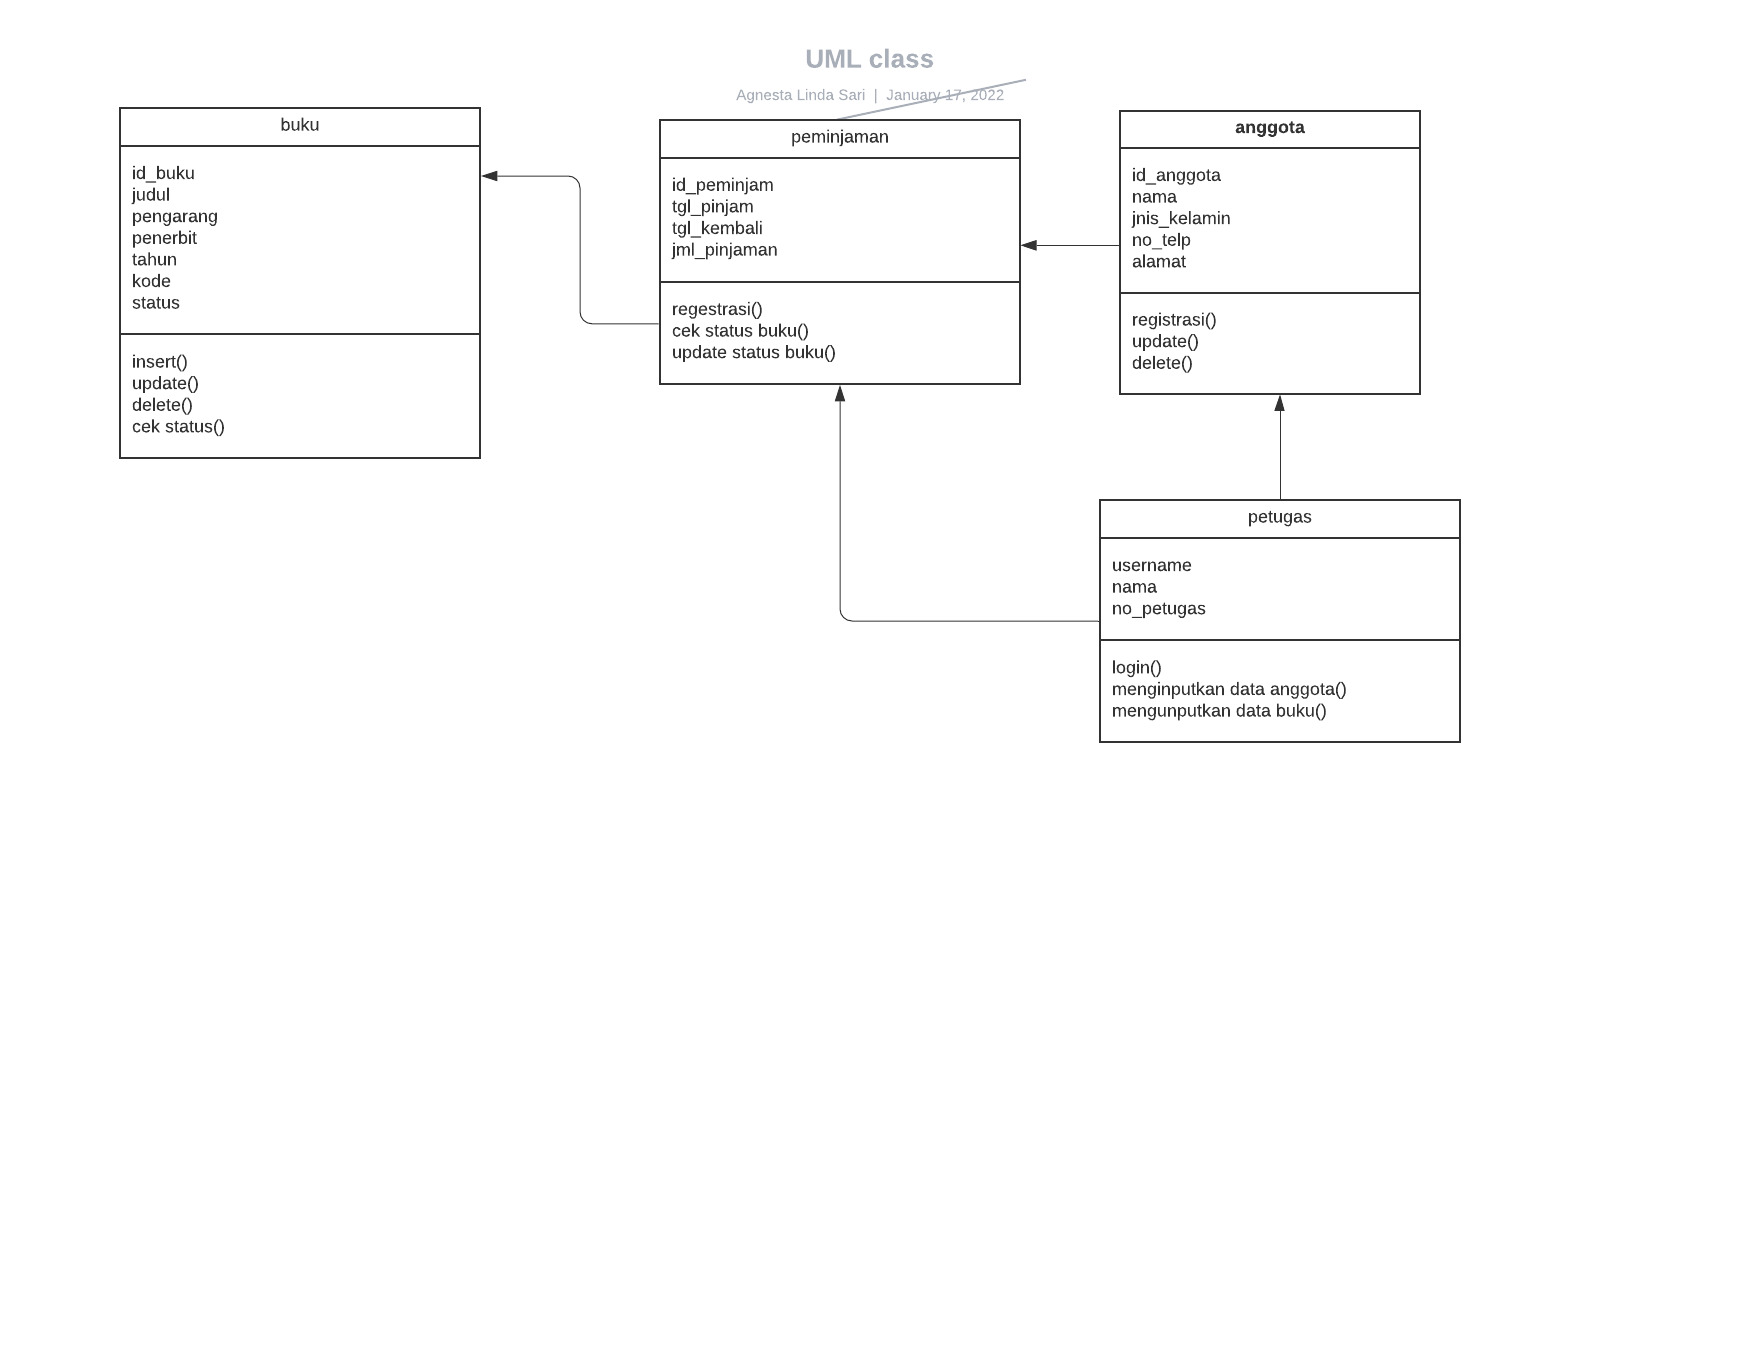 UML class
Agnesta Linda Sari | January 17, 2022
buku
id_buku
judul
pengarang
penerbit
tahun
kode
status
insert()
update()
delete()
cek status()
peminjaman
id_peminjam
tgl_pinjam
tgl_kembali
jml_pinjaman
regestrasi()
cek status buku()
update status buku()
anggota
id_anggota
nama
jnis_kelamin
no_telp
alamat
registrasi()
update()
delete()
petugas
username
nama
no_petugas
login()
menginputkan data anggota()
mengunputkan data buku()